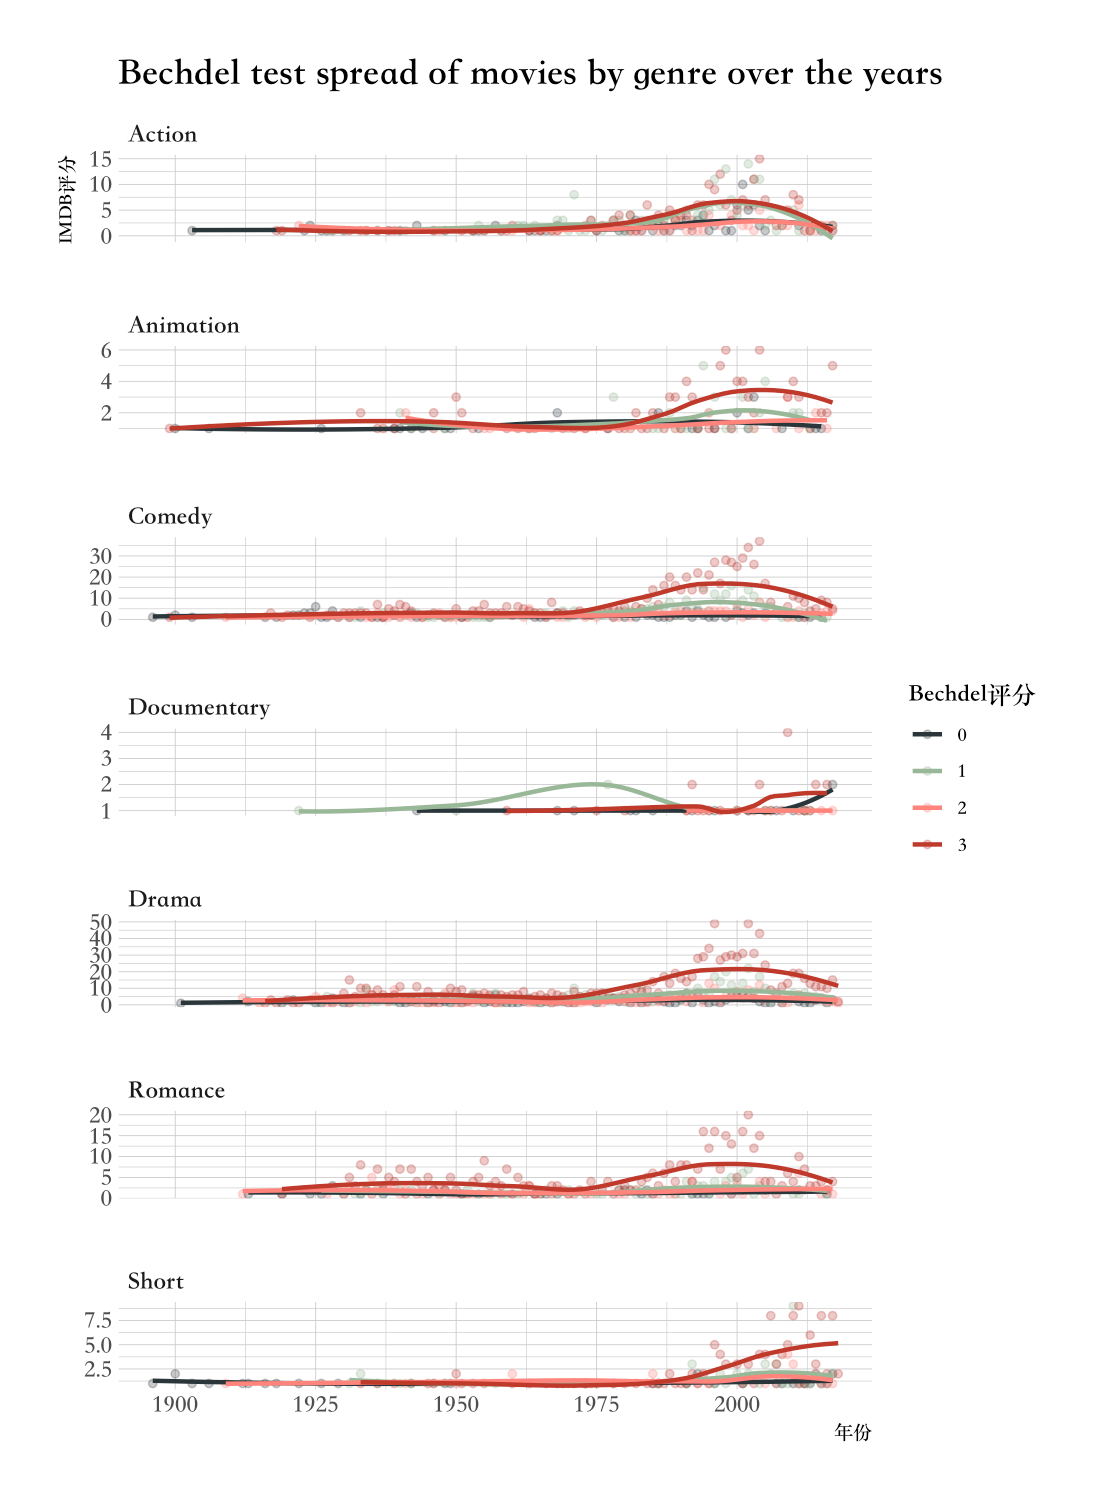 Bechdel test spread of movies by genre over the years
Action
IMDB评分
15
10
5
0
Animation
6
4
2
Comedy
30
20
10
0
Documentary
4
3
2
1
Bechdel评分
0
1
2
3
Drama
50
40
30
20
10
0
Romance
20
15
10
5
0
Short
7.5
5.0
2.5
1900 1925 1950 1975 2000
年份